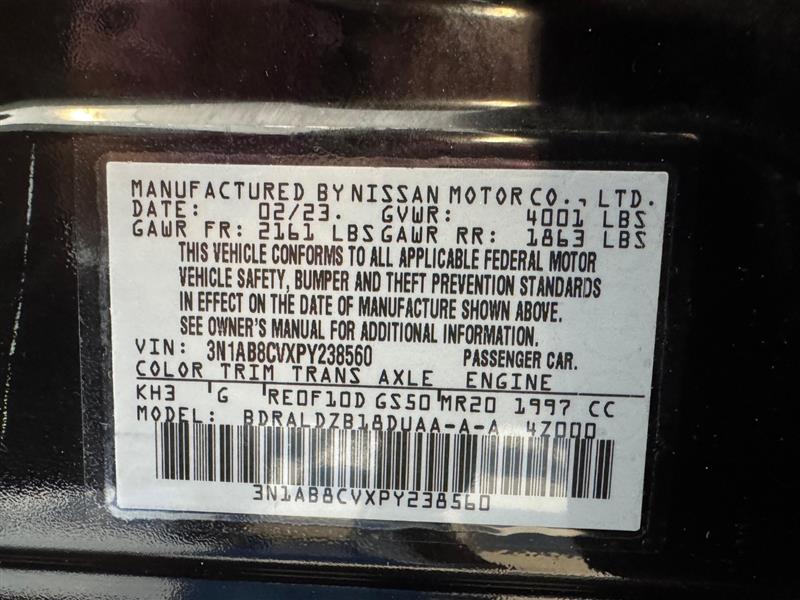 MANUFACTURED BY NISSAN MOTOR CO., LTD.
DATE: 02/23. GVWR: 4001 LBS
GAWR FR: 2161 LBS GAWR RR: 1863 LBS
THIS VEHICLE CONFORMS TO ALL APPLICABLE FEDERAL MOTOR
VEHICLE SAFETY, BUMPER AND THEFT PREVENTION STANDARDS
IN EFFECT ON THE DATE OF MANUFACTURE SHOWN ABOVE.
SEE OWNER'S MANUAL FOR ADDITIONAL INFORMATION.
VIN: 3N1AB8CVXPY238560 PASSENGER CAR.
COLOR TRIM TRANS AXLE ENGINE
KH3 G RE0F10D GS50 MR20 1997 CC
MODEL: BDRALDZB18DUAA-A-A 4Z000
3N1AB8CVXPY238560